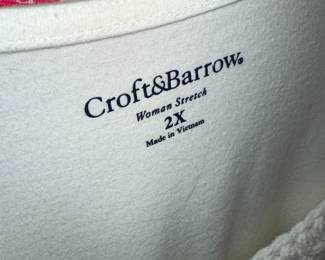 Croft&Barrow®
Woman Stretch
2X
Made in Vietnam